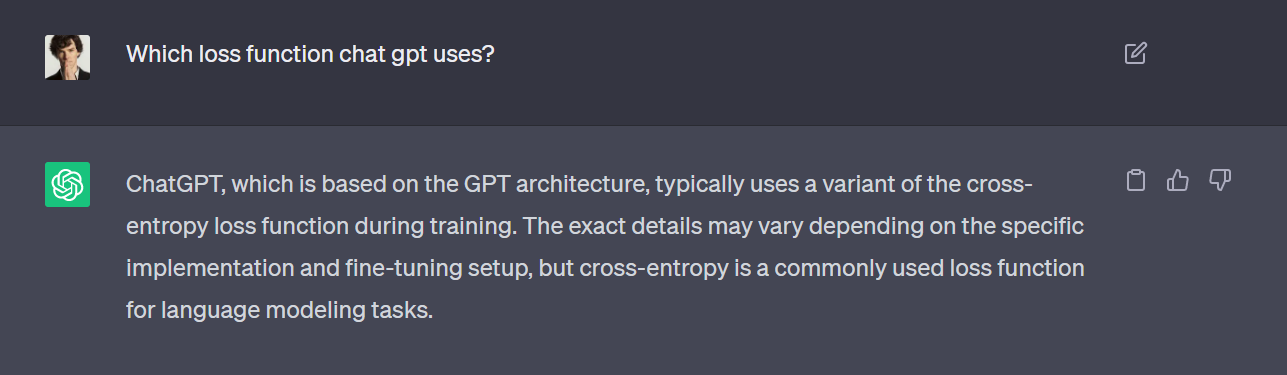 Which loss function chat gpt uses?
ChatGPT, which is based on the GPT architecture, typically uses a variant of the cross-
entropy loss function during training. The exact details may vary depending on the specific
implementation and fine-tuning setup, but cross-entropy is a commonly used loss function
for language modeling tasks.